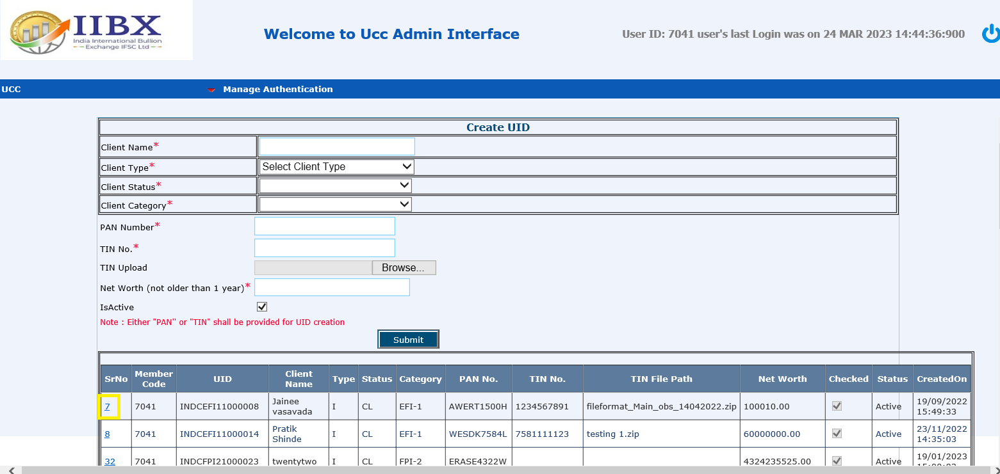 IIBX
India International Bullion
Exchange IFSC Ltd
Welcome to Ucc Admin Interface
User ID: 7041 user's last Login was on 24 MAR 2023 14:44:36:900
UCC
Manage Authentication
Create UID
Client Name*
Client Type*
Select Client Type
Client Status*
Client Category*
PAN Number*
TIN No.*
TIN Upload
Browse...
Net Worth (not older than 1 year)*
IsActive
Note : Either "PAN" or "TIN" shall be provided for UID creation
Submit
SrNo Member Code UID Client Name Type Status Category PAN No. TIN No. TIN File Path Net Worth Checked Status CreatedOn
7 7041 INDCEFI11000008 Jainee vasavada I CL EFI-1 AWERT1500H 1234567891 fileformat_Main_obs_14042022.zip 100010.00 Active 19/09/2022 15:49:33
8 7041 INDCEFI11000014 Pratik Shinde I CL EFI-1 WESDK7584L 7581111123 testing 1.zip 60000000.00 Active 23/11/2022 14:35:03
32 7041 INDCFPI21000023 twentytwo I CL FPI-2 ERASE4322W 4324235525.00 Active 19/01/2023